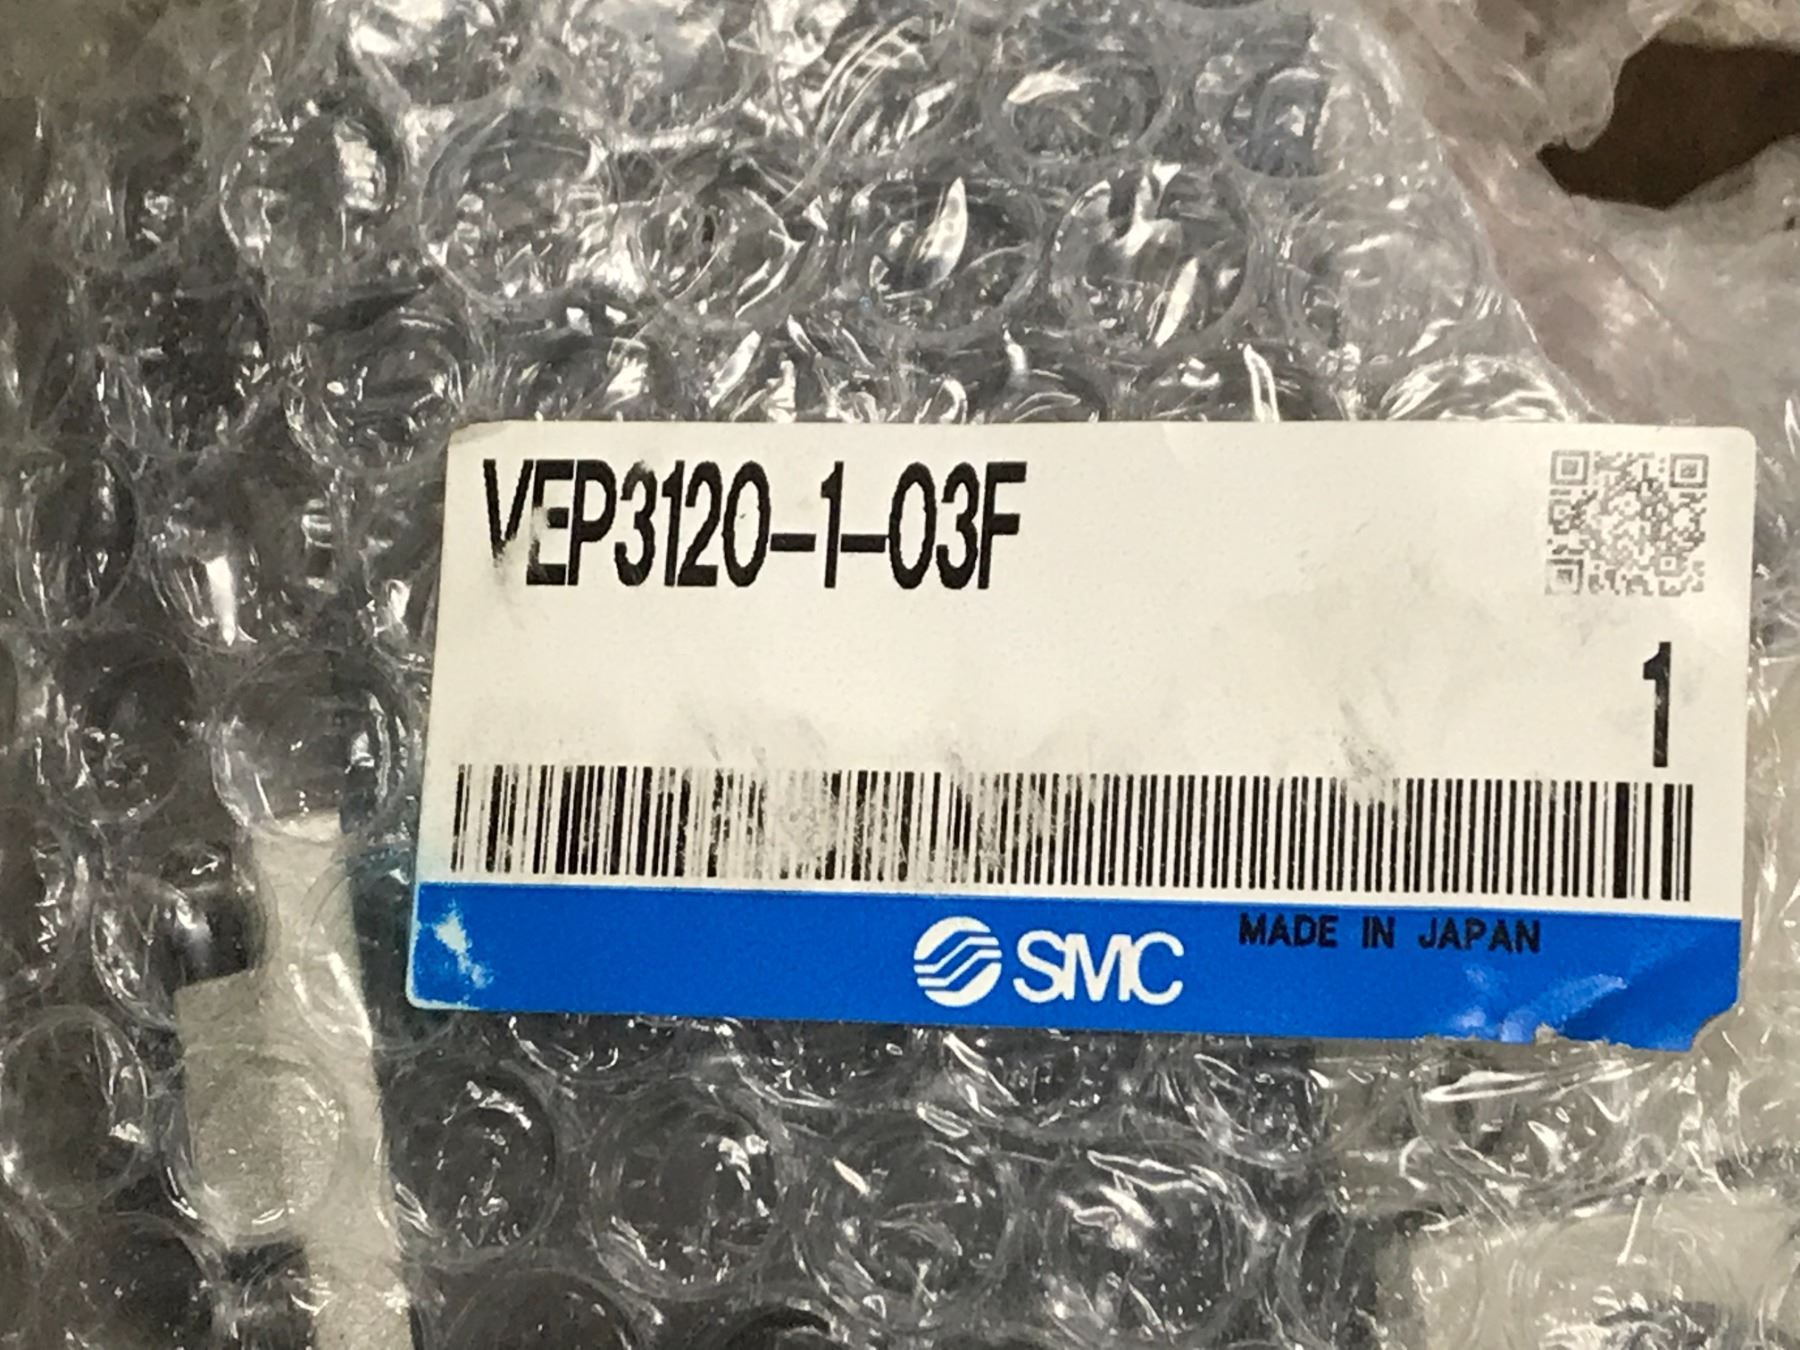 VEP3120-1-03F
1
SMC MADE IN JAPAN